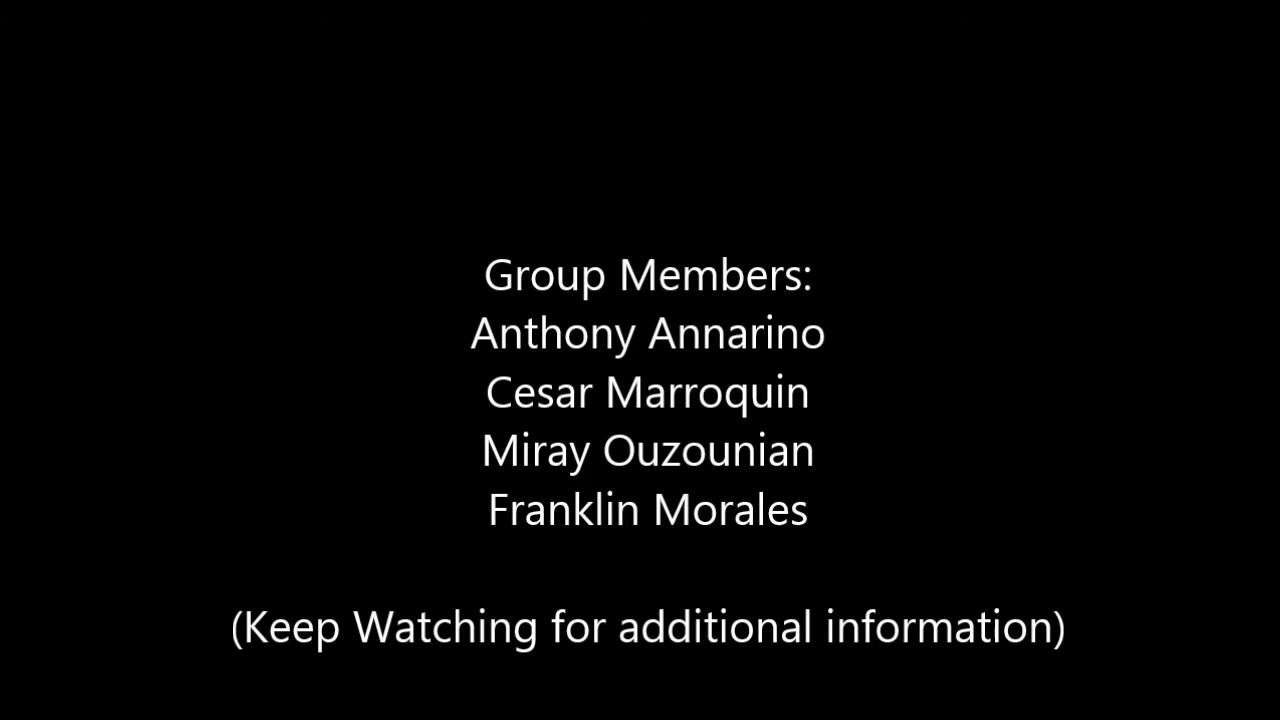 Group Members:
Anthony Annarino
Cesar Marroquin
Miray Ouzounian
Franklin Morales
(Keep Watching for additional information)